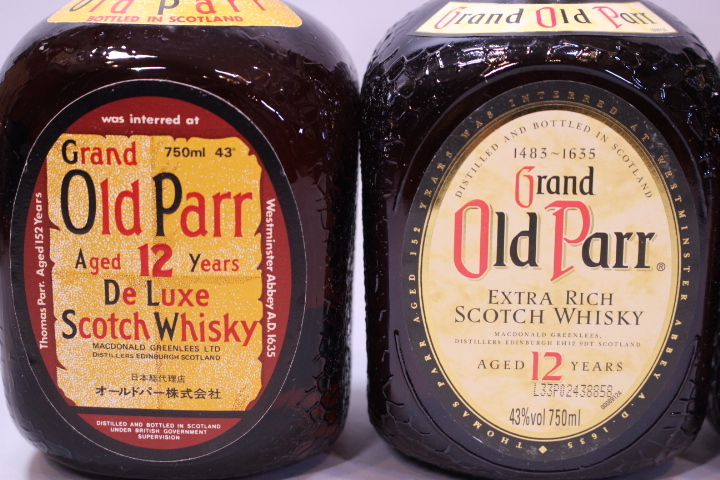 Old Parr
BOTTLED IN SCOTLAND
was interred at
Thomas Parr. Aged 152 Years
Westminster Abbey A.D.1635
Grand
750ml 43°
Old Parr
Aged 12 Years
De Luxe
Scotch Whisky
MACDONALD GREENLEES LTD
DISTILLERS EDINBURGH SCOTLAND
日本総代理店
オールドパー株式会社
DISTILLED AND BOTTLED IN SCOTLAND
UNDER BRITISH GOVERNMENT
SUPERVISION
Grand Old Parr
THOMAS PARR AGED 152 YEARS WAS INTERRED AT WESTMINSTER ABBEY A.D. 1635
DISTILLED AND BOTTLED IN SCOTLAND
1483-1635
Grand
Old Parr®
EXTRA RICH
SCOTCH WHISKY
MACDONALD GREENLEES,
DISTILLERS EDINBURGH EH12 9DT SCOTLAND
AGED 12 YEARS
L33P02438658
43%vol 750ml